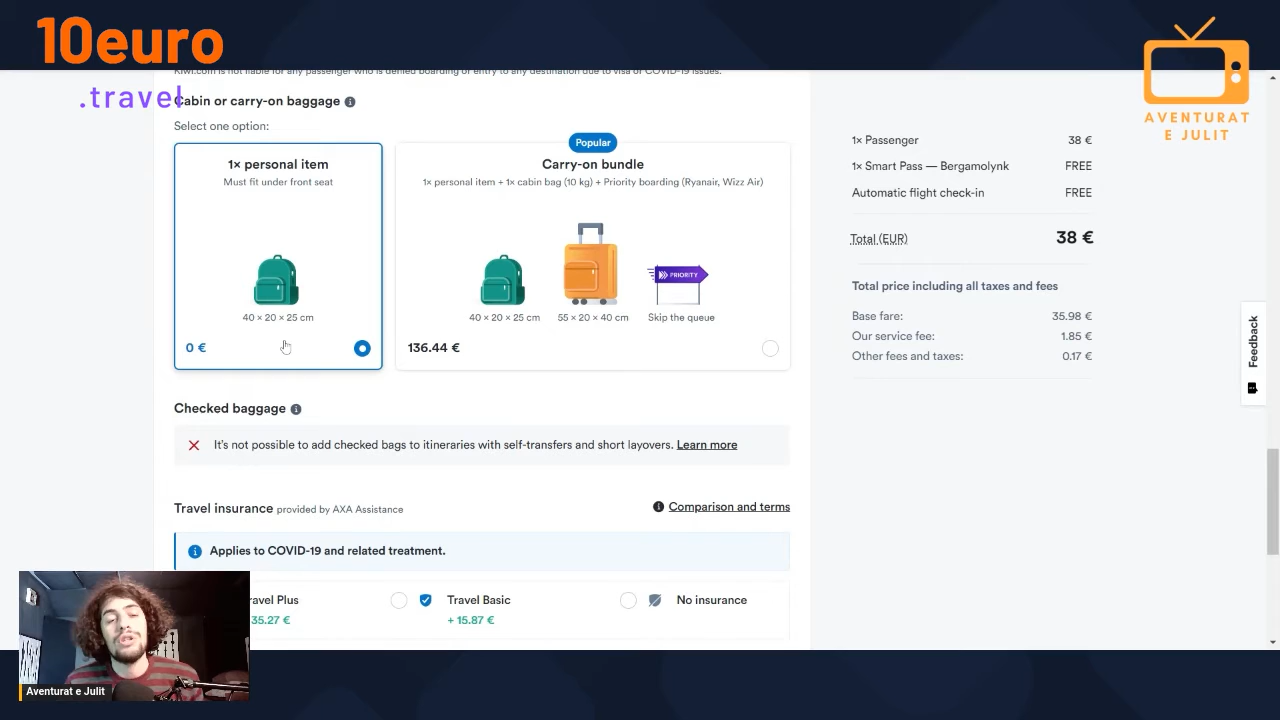 10euro
.travel
AVENTURAT
E JULIT
Kiwi.com is not liable for any passenger who is denied boarding or entry to any destination due to visa or COVID-19 issues.
Cabin or carry-on baggage
Select one option:
1× personal item
Must fit under front seat
40 × 20 × 25 cm
0 €
Popular
Carry-on bundle
1× personal item + 1× cabin bag (10 kg) + Priority boarding (Ryanair, Wizz Air)
PRIORITY
40 × 20 × 25 cm
55 × 20 × 40 cm
Skip the queue
136.44 €
Checked baggage
It's not possible to add checked bags to itineraries with self-transfers and short layovers. Learn more
Travel insurance provided by AXA Assistance
Comparison and terms
Applies to COVID-19 and related treatment.
ravel Plus
35.27 €
Travel Basic
+ 15.87 €
No insurance
1× Passenger 38 €
1× Smart Pass — Bergamolynk FREE
Automatic flight check-in FREE
Total (EUR) 38 €
Total price including all taxes and fees
Base fare: 35.98 €
Our service fee: 1.85 €
Other fees and taxes: 0.17 €
Feedback
Aventurat e Julit